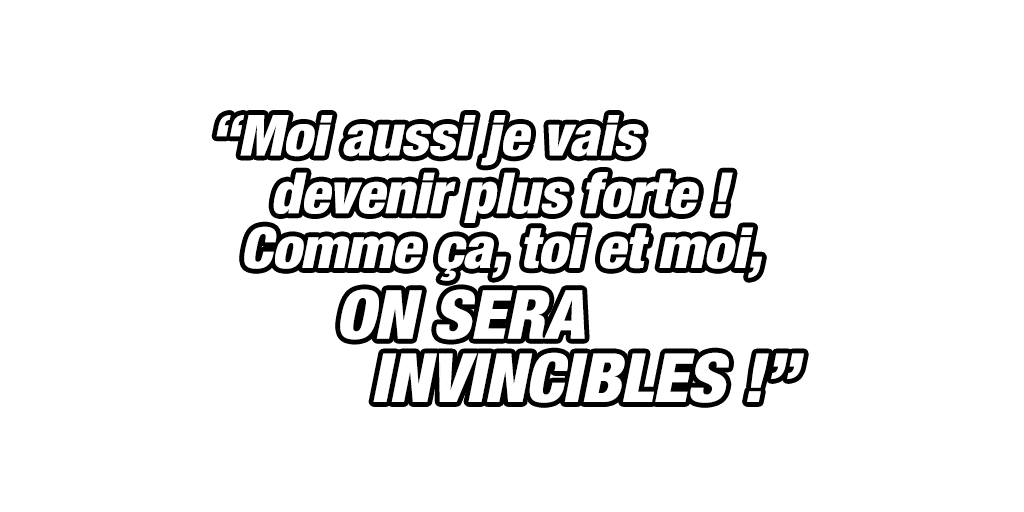 “Moi aussi je vais
devenir plus forte !
Comme ça, toi et moi,
ON SERA
INVINCIBLES !”